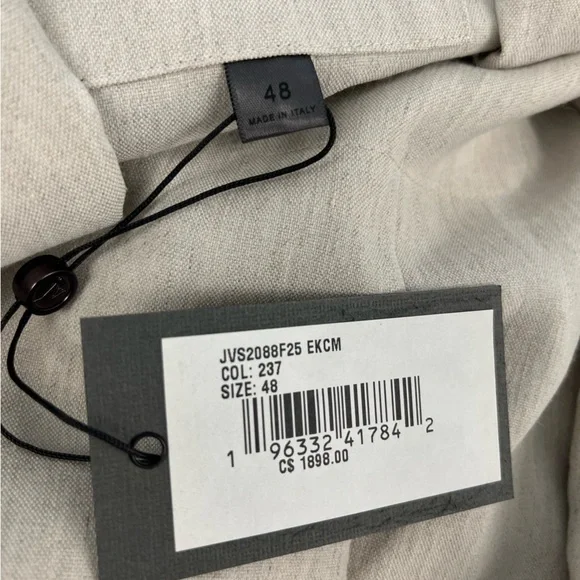 48
MADE IN ITALY
JVS2088F25 EKCM
COL: 237
SIZE: 48
1 96332 41784 2
C$ 1898.00